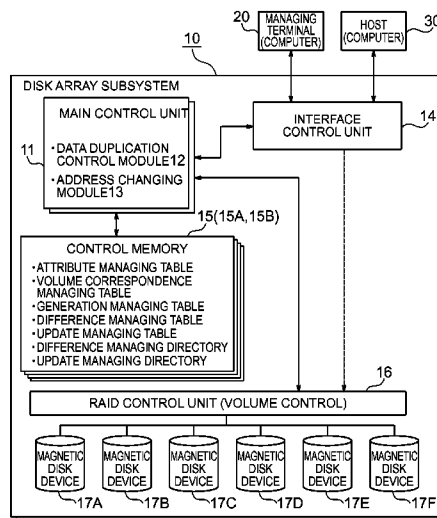 20
MANAGING
TERMINAL
(COMPUTER)
HOST
(COMPUTER)
30
10
DISK ARRAY SUBSYSTEM
MAIN CONTROL UNIT
• DATA DUPLICATION
CONTROL MODULE12
• ADDRESS CHANGING
MODULE13
11
INTERFACE
CONTROL UNIT
14
15(15A,15B)
CONTROL MEMORY
• ATTRIBUTE MANAGING TABLE
• VOLUME CORRESPONDENCE
MANAGING TABLE
• GENERATION MANAGING TABLE
• DIFFERENCE MANAGING TABLE
• UPDATE MANAGING TABLE
• DIFFERENCE MANAGING DIRECTORY
• UPDATE MANAGING DIRECTORY
16
RAID CONTROL UNIT (VOLUME CONTROL)
MAGNETIC
DISK
DEVICE
17A
MAGNETIC
DISK
DEVICE
17B
MAGNETIC
DISK
DEVICE
17C
MAGNETIC
DISK
DEVICE
17D
MAGNETIC
DISK
DEVICE
17E
MAGNETIC
DISK
DEVICE
17F